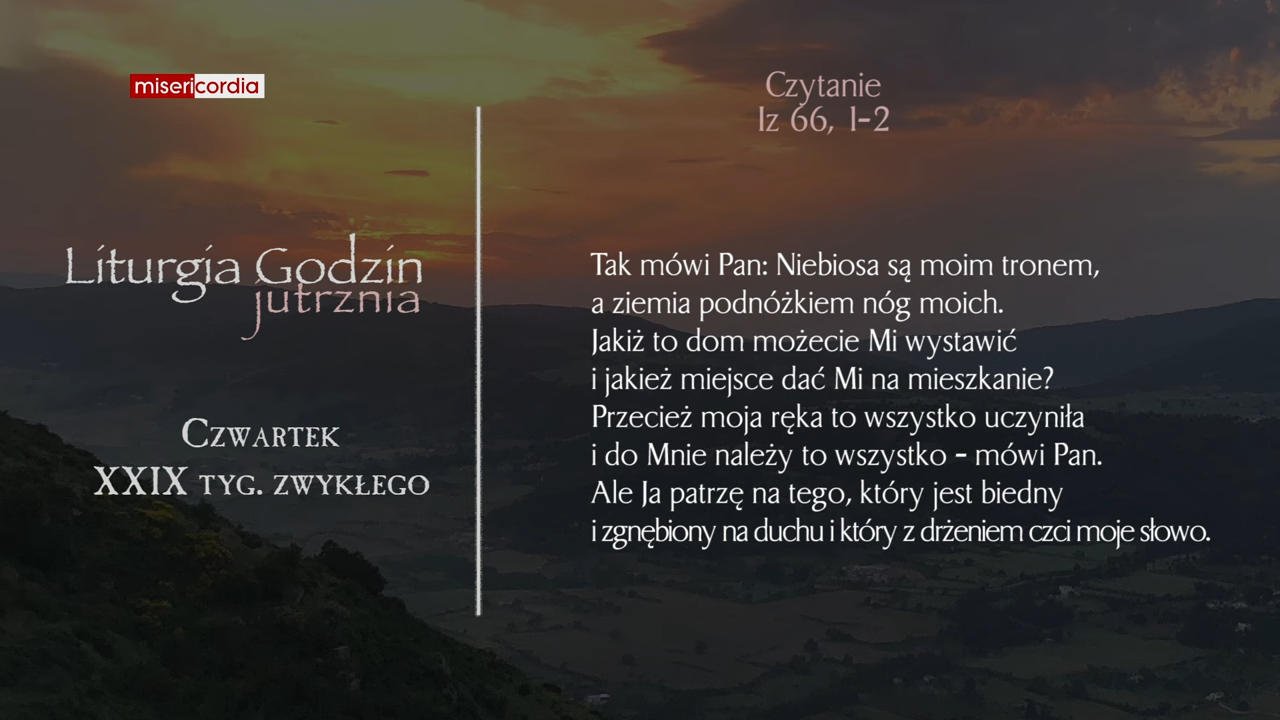 misericordia
Liturgia Godzin
jutrznia
Czwartek
XXIX tyg. zwykłego
Czytanie
Iz 66, 1-2
Tak mówi Pan: Niebiosa są moim tronem,
a ziemia podnóżkiem nóg moich.
Jakiż to dom możecie Mi wystawić
i jakież miejsce dać Mi na mieszkanie?
Przecież moja ręka to wszystko uczyniła
i do Mnie należy to wszystko - mówi Pan.
Ale Ja patrzę na tego, który jest biedny
i zgnębiony na duchu i który z drżeniem czci moje słowo.